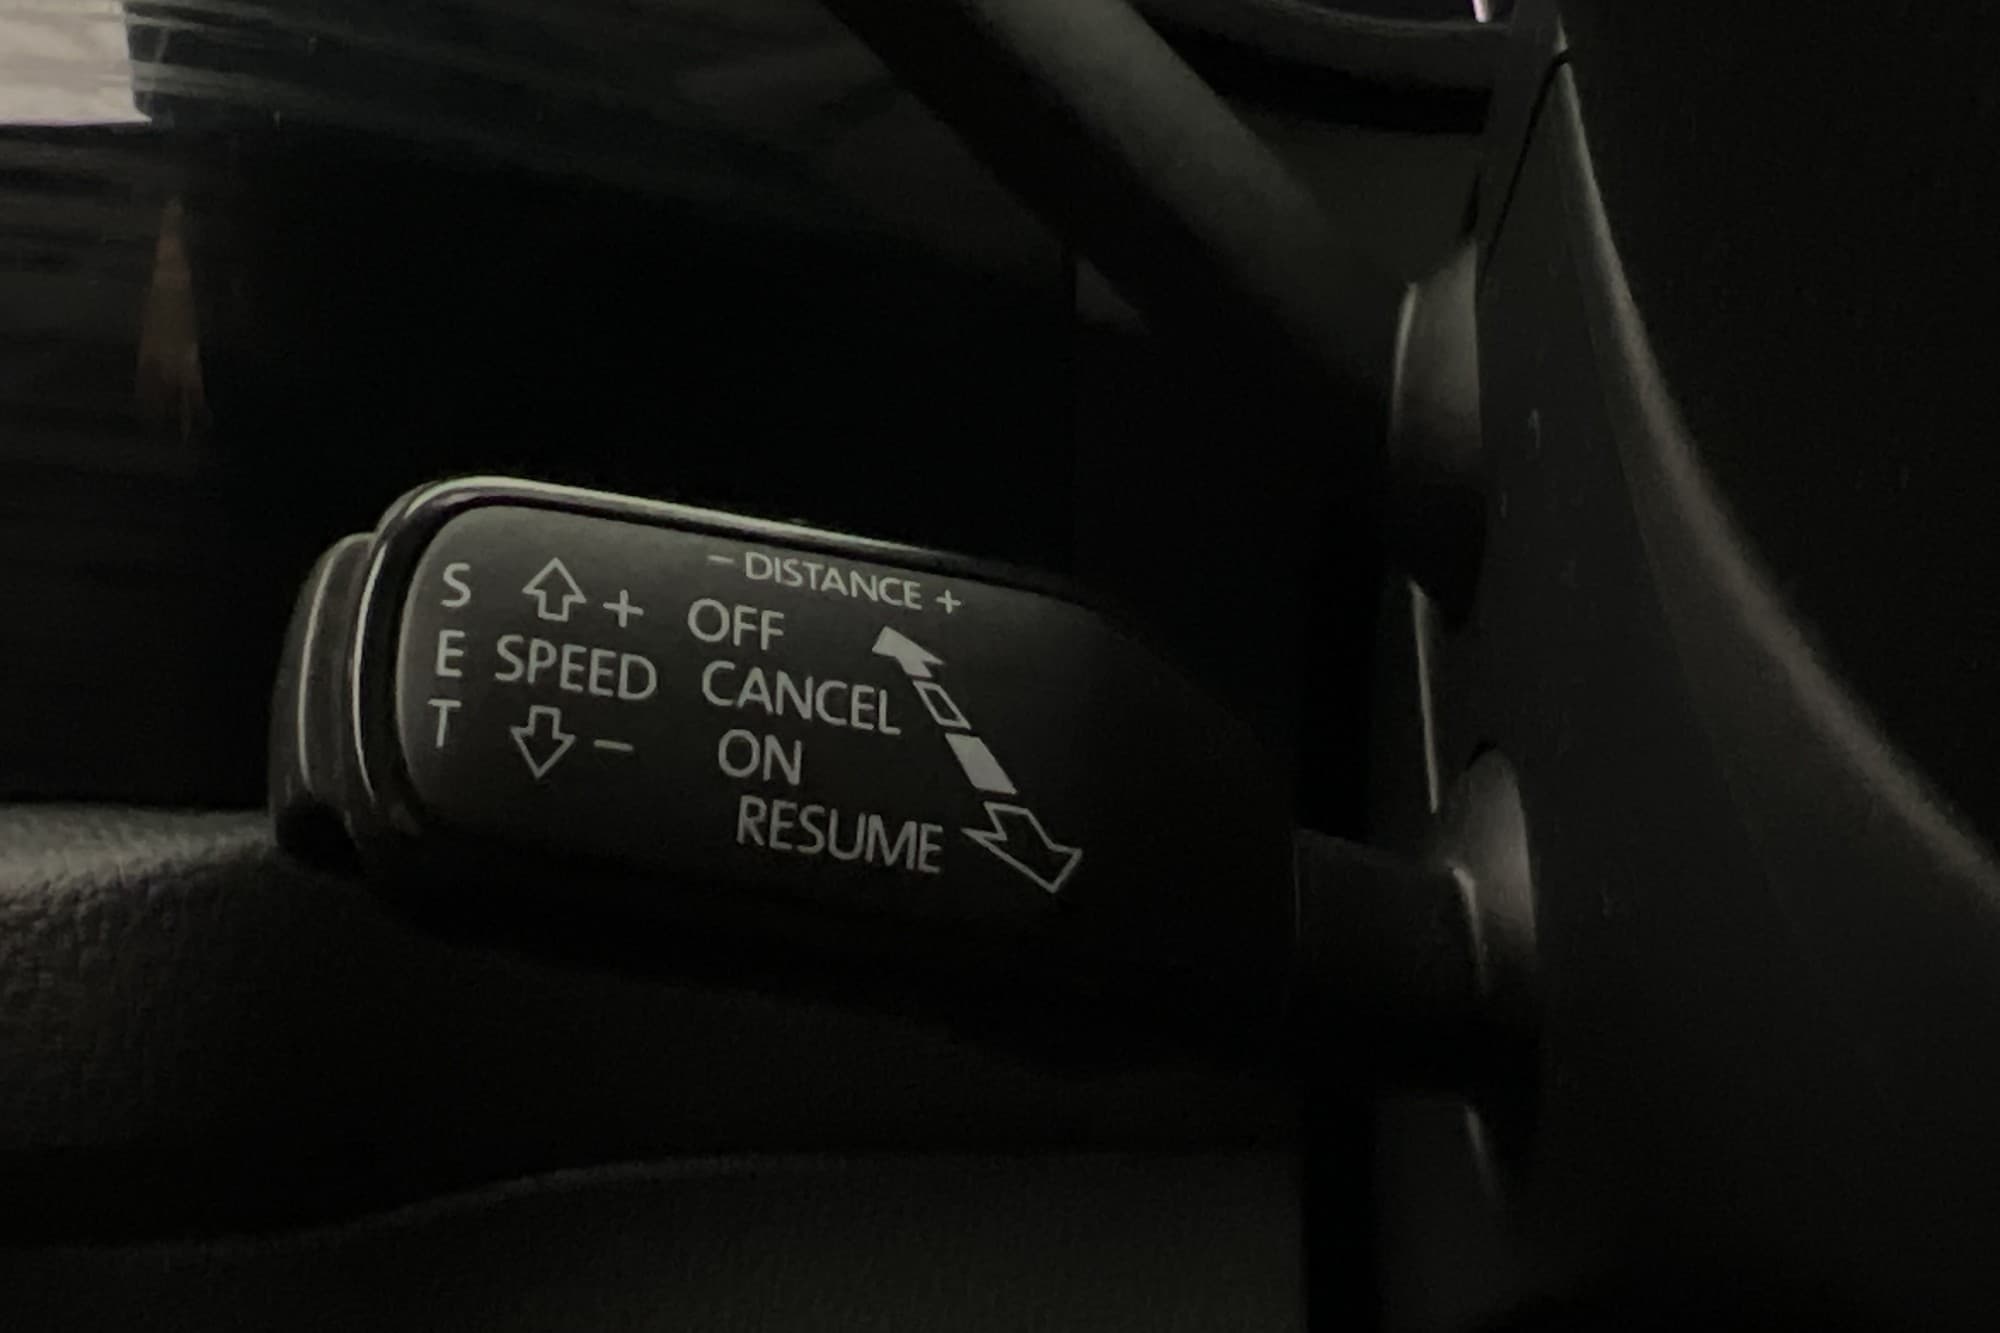 − DISTANCE +
S
E
T
+
SPEED
−
OFF
CANCEL
ON
RESUME